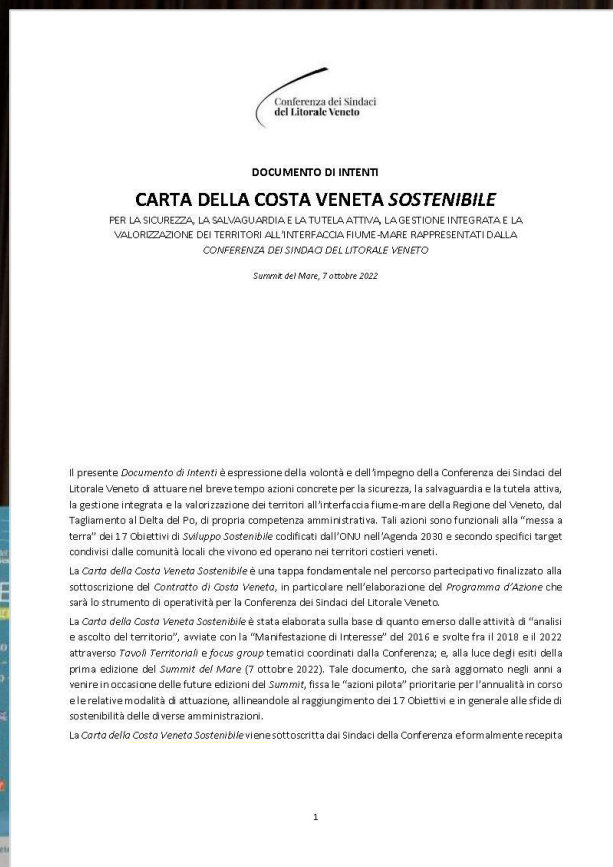 Conferenza dei Sindaci
del Litorale Veneto
DOCUMENTO DI INTENTI
CARTA DELLA COSTA VENETA SOSTENIBILE
PER LA SICUREZZA, LA SALVAGUARDIA E LA TUTELA ATTIVA, LA GESTIONE INTEGRATA E LA
VALORIZZAZIONE DEI TERRITORI ALL'INTERFACCIA FIUME-MARE RAPPRESENTATI DALLA
CONFERENZA DEI SINDACI DEL LITORALE VENETO
Summit del Mare, 7 ottobre 2022
Il presente Documento di Intenti è espressione della volontà e dell'impegno della Conferenza dei Sindaci del
Litorale Veneto di attuare nel breve tempo azioni concrete per la sicurezza, la salvaguardia e la tutela attiva,
la gestione integrata e la valorizzazione dei territori all'interfaccia fiume-mare della Regione del Veneto, dal
Tagliamento al Delta del Po, di propria competenza amministrativa. Tali azioni sono funzionali alla "messa a
terra" dei 17 Obiettivi di Sviluppo Sostenibile codificati dall'ONU nell'Agenda 2030 e secondo specifici target
condivisi dalle comunità locali che vivono ed operano nei territori costieri veneti.
La Carta della Costa Veneta Sostenibile è una tappa fondamentale nel percorso partecipativo finalizzato alla
sottoscrizione del Contratto di Costa Veneta, in particolare nell'elaborazione del Programma d'Azione che
sarà lo strumento di operatività per la Conferenza dei Sindaci del Litorale Veneto.
La Carta della Costa Veneta Sostenibile è stata elaborata sulla base di quanto emerso dalle attività di "analisi
e ascolto del territorio", avviate con la "Manifestazione di Interesse" del 2016 e svolte fra il 2018 e il 2022
attraverso Tavoli Territoriali e focus group tematici coordinati dalla Conferenza; e, alla luce degli esiti della
prima edizione del Summit del Mare (7 ottobre 2022). Tale documento, che sarà aggiornato negli anni a
venire in occasione delle future edizioni del Summit, fissa le "azioni pilota" prioritarie per l'annualità in corso
e le relative modalità di attuazione, allineandole al raggiungimento dei 17 Obiettivi e in generale alle sfide di
sostenibilità delle diverse amministrazioni.
La Carta della Costa Veneta Sostenibile viene sottoscritta dai Sindaci della Conferenza e formalmente recepita
1